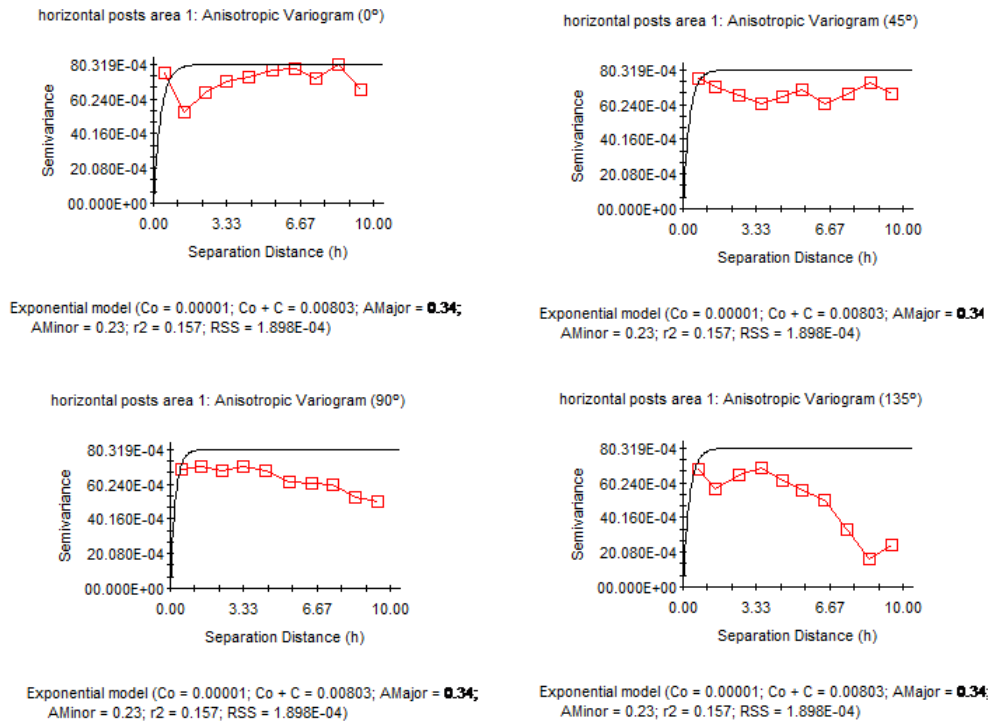 horizontal posts area 1: Anisotropic Variogram (0º)
80.319E-04
60.240E-04
40.160E-04
20.080E-04
00.000E+00
Semivariance
0.00 3.33 6.67 10.00
Separation Distance (h)
Exponential model (Co = 0.00001; Co + C = 0.00803; AMajor = 0.34;
AMinor = 0.23; r2 = 0.157; RSS = 1.898E-04)
horizontal posts area 1: Anisotropic Variogram (45º)
80.319E-04
60.240E-04
40.160E-04
20.080E-04
00.000E+00
Semivariance
0.00 3.33 6.67 10.00
Separation Distance (h)
Exponential model (Co = 0.00001; Co + C = 0.00803; AMajor = 0.34
AMinor = 0.23; r2 = 0.157; RSS = 1.898E-04)
horizontal posts area 1: Anisotropic Variogram (90º)
80.319E-04
60.240E-04
40.160E-04
20.080E-04
00.000E+00
Semivariance
0.00 3.33 6.67 10.00
Separation Distance (h)
Exponential model (Co = 0.00001; Co + C = 0.00803; AMajor = 0.34;
AMinor = 0.23; r2 = 0.157; RSS = 1.898E-04)
horizontal posts area 1: Anisotropic Variogram (135º)
80.319E-04
60.240E-04
40.160E-04
20.080E-04
00.000E+00
Semivariance
0.00 3.33 6.67 10.00
Separation Distance (h)
Exponential model (Co = 0.00001; Co + C = 0.00803; AMajor = 0.34;
AMinor = 0.23; r2 = 0.157; RSS = 1.898E-04)